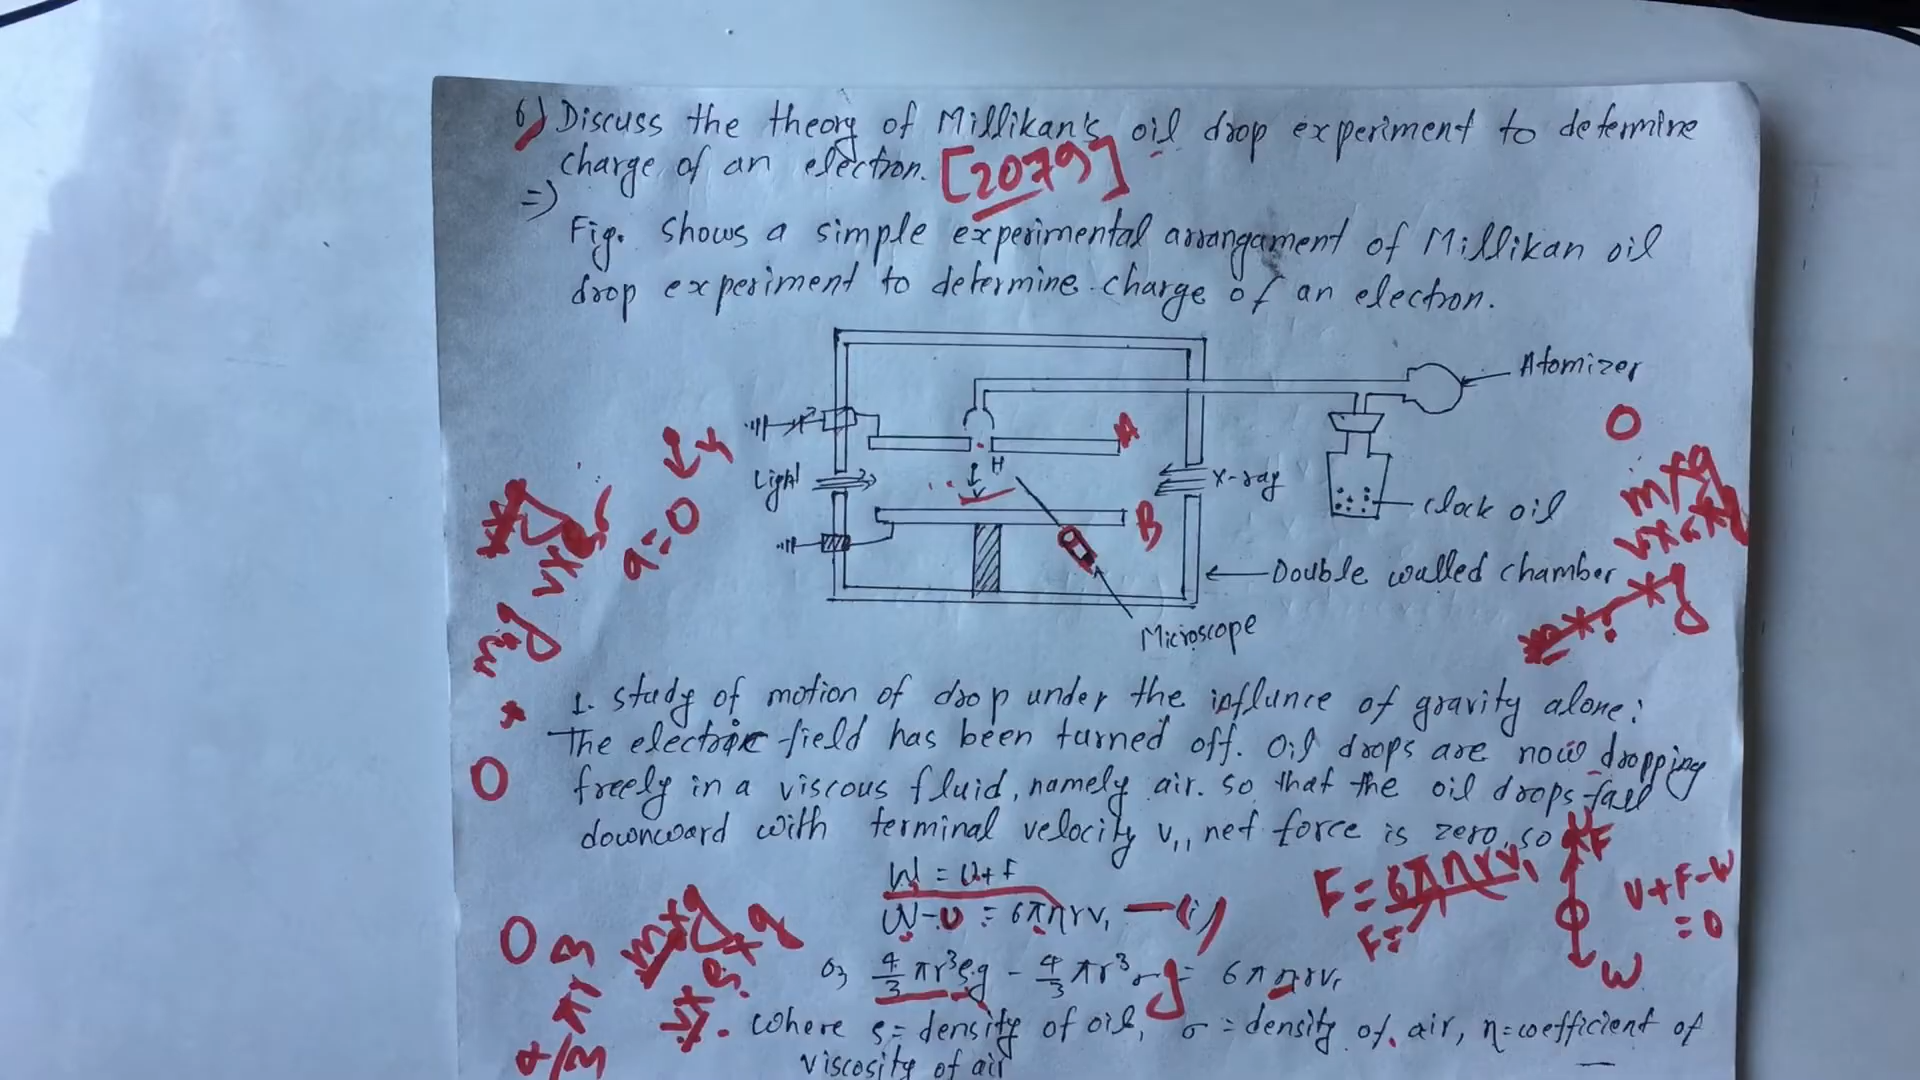 6) Discuss the theory of Millikan's oil drop experiment to determine
charge of an electron. [2079]
=)
Fig. Shows a simple experimental arrangament of Millikan oil
drop experiment to determine charge of an electron.
Atomizer
A
H
Light
X-ray
v
clock oil
B
Double walled chamber
Microscope
a=0
1. study of motion of drop under the influnce of gravity alone:
The electric field has been turned off. Oil drops are now dropping
freely in a viscous fluid, namely air. so that the oil drops fall
downward with terminal velocity v₁, net force is zero, so
W = U+F
F = 6πηrv₁
U+F-W
= 0
W-U = 6πηrv₁ —(i)
F=
W
or 4/3 πr³ρg - 4/3 πr³σg = 6πηrv₁
where ρ = density of oil, σ = density of air, η = coefficient of
viscosity of air